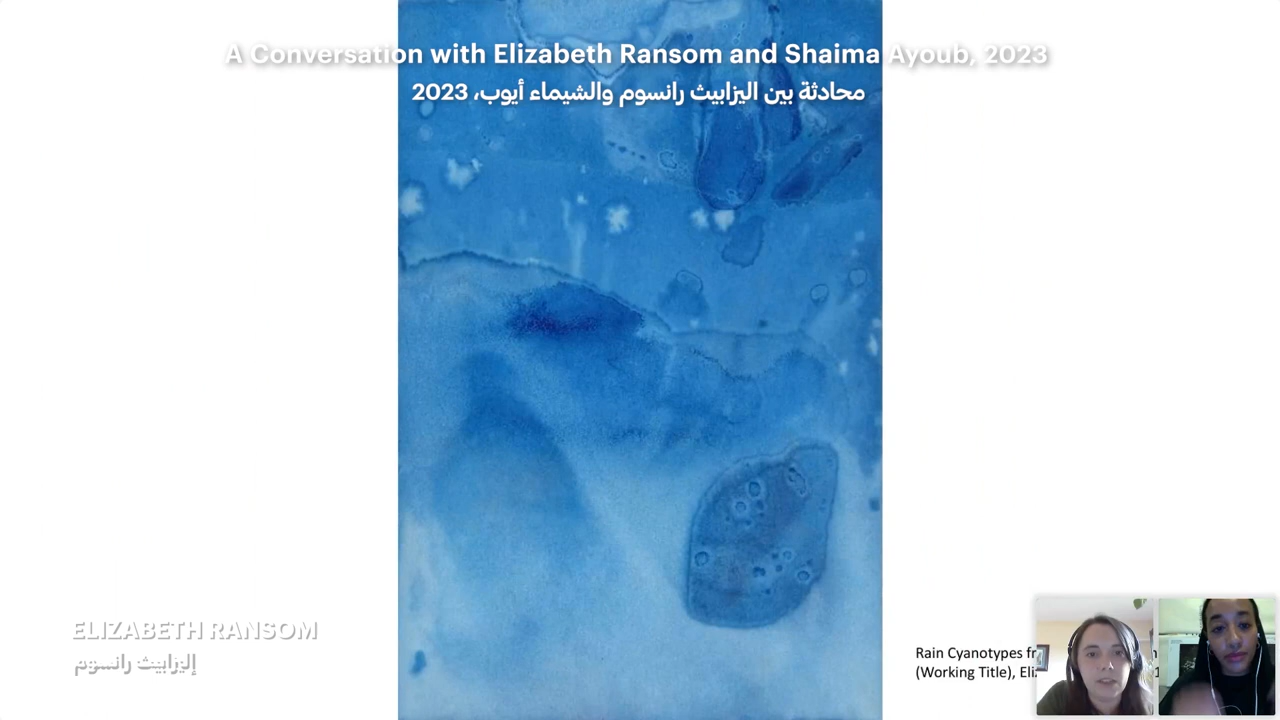 A Conversation with Elizabeth Ransom and Shaima Ayoub, 2023
محادثة بين اليزابيث رانسوم والشيماء أيوب، 2023
ELIZABETH RANSOM
إليزابيث رانسوم
Rain Cyanotypes
(Working Title),